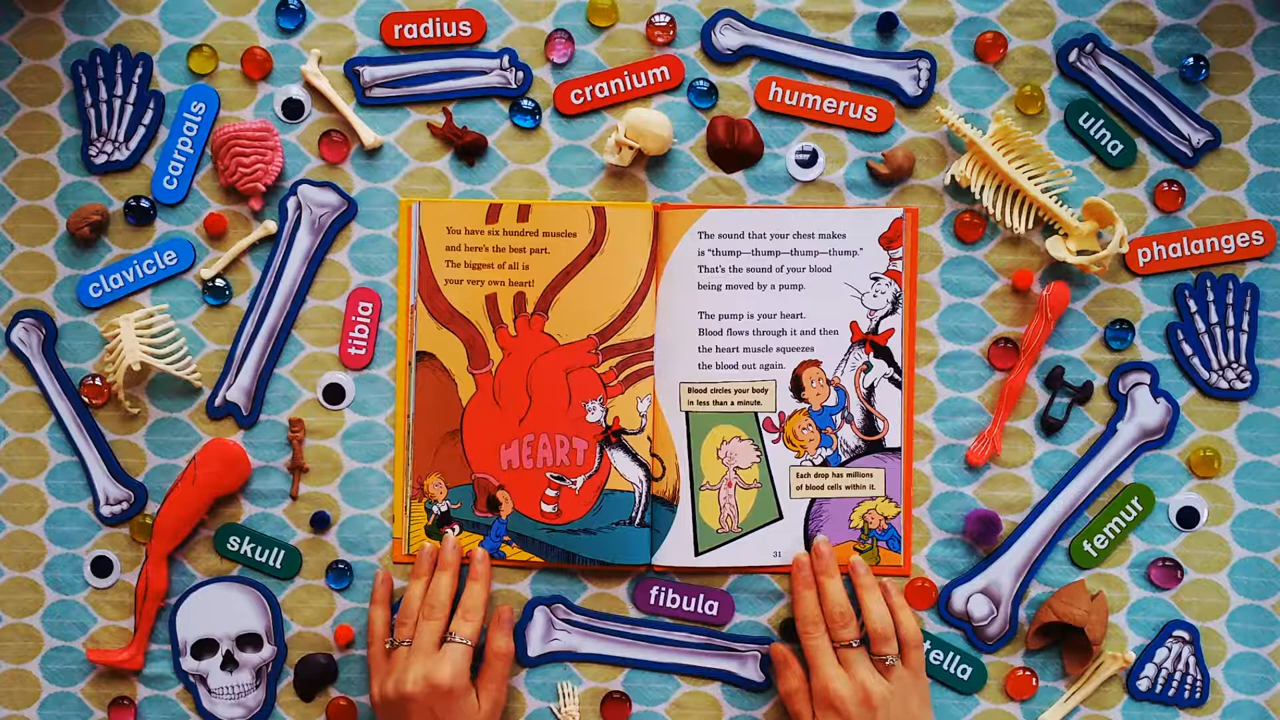 radius
cranium
humerus
carpals
ulna
clavicle
phalanges
tibia
You have six hundred muscles
and here's the best part.
The biggest of all is
your very own heart!
HEART
The sound that your chest makes
is "thump—thump—thump—thump."
That's the sound of your blood
being moved by a pump.
The pump is your heart.
Blood flows through it and then
the heart muscle squeezes
the blood out again.
Blood circles your body
in less than a minute.
Each drop has millions
of blood cells within it.
31
skull
femur
fibula
tella